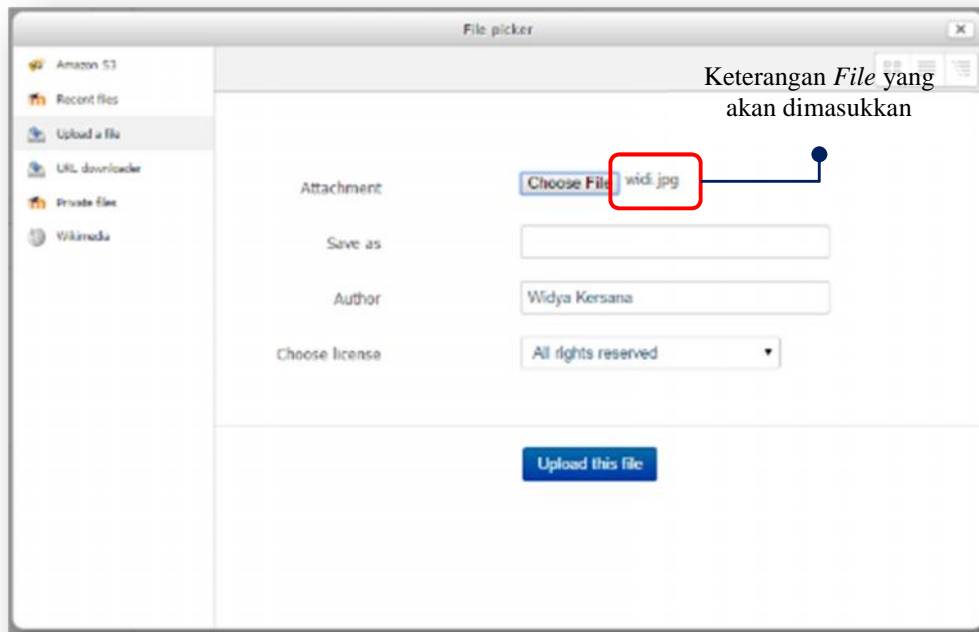 File picker
Amazon S3
Recent files
Upload a file
URL downloader
Private files
Wikimedia
Keterangan File yang
akan dimasukkan
Attachment
Choose File widi.jpg
Save as
Author
Widya Kersana
Choose license
All rights reserved
Upload this file